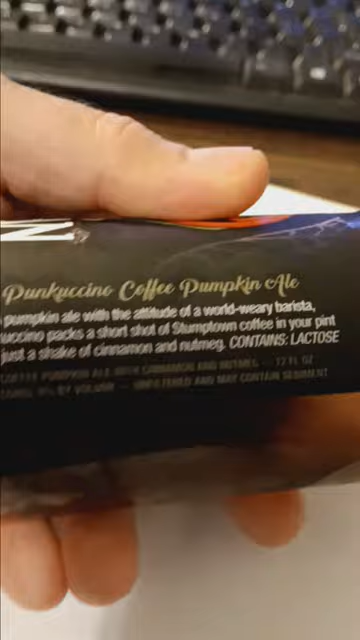 N
Punkuccino Coffee Pumpkin Ale
pumpkin ale with the attitude of a world-weary barista,
uccino packs a short shot of Stumptown coffee in your pint
just a shake of cinnamon and nutmeg. CONTAINS: LACTOSE
COFFEE PUMPKIN ALE WITH CINNAMON AND NUTMEG 12 FL OZ
BY VOLUME UNFILTERED AND MAY CONTAIN SEDIMENT